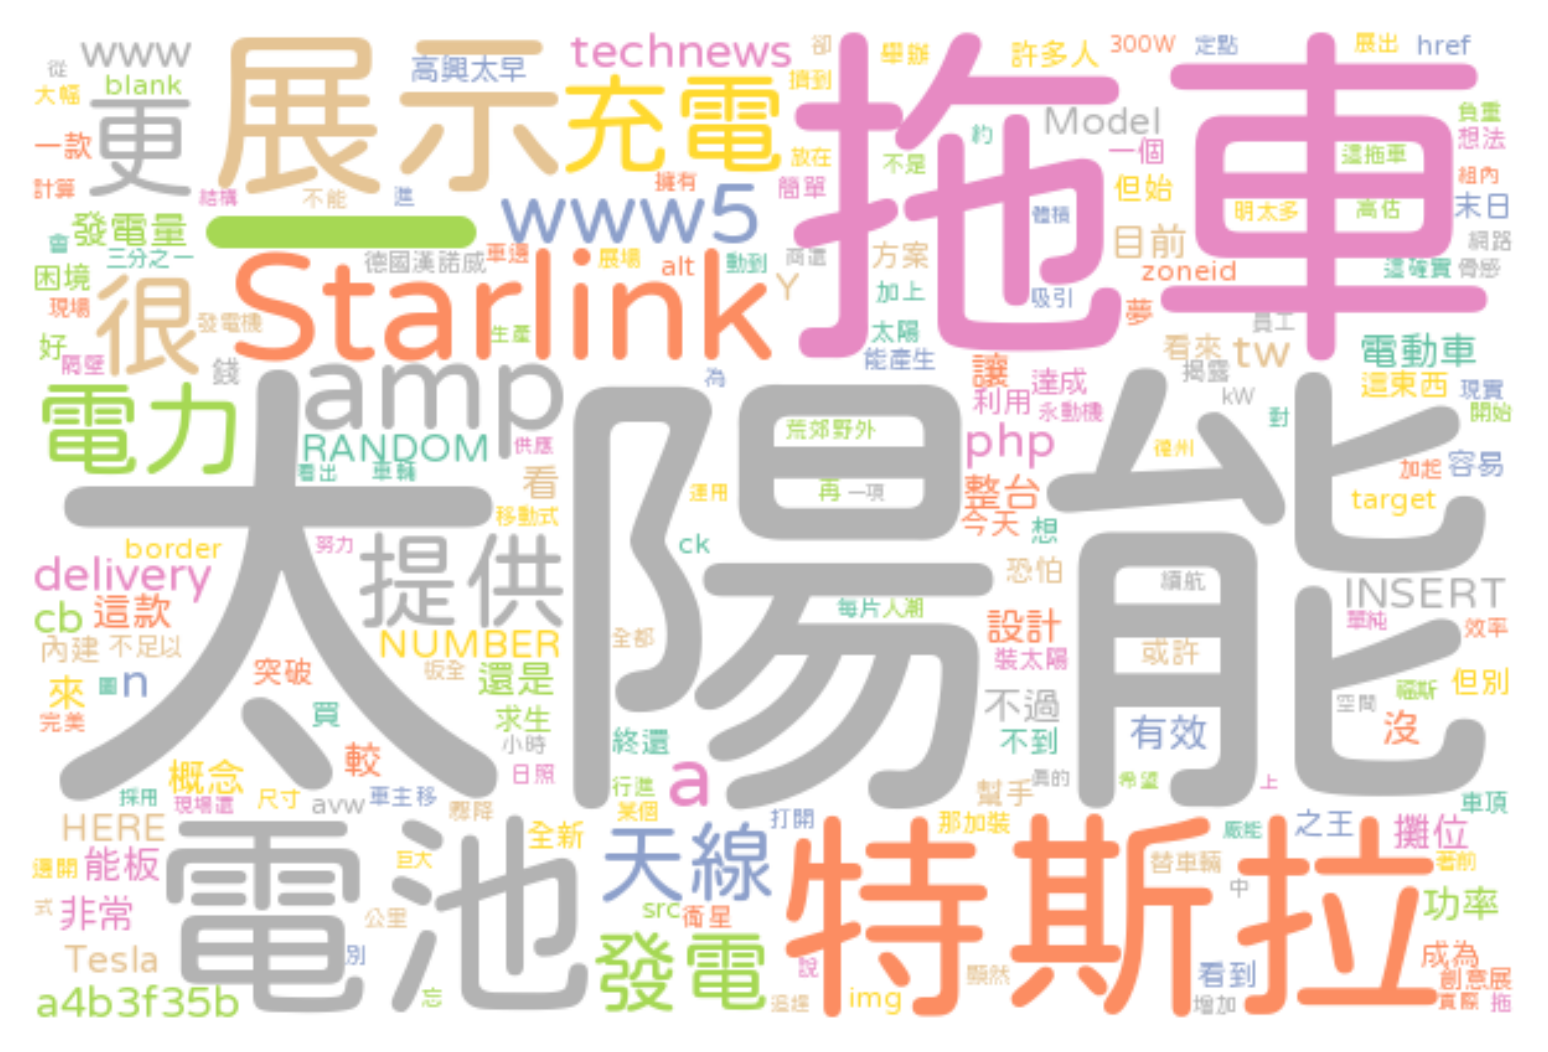 www 展示 高興太早 technews 卻 舉辦 許多人 300W 定點 展出 href
從 blank 充電 擠到 拖車
大幅 更 Model 負重
一款 約 一個 想法
計算 結構 不能 進 擁有 放在 不是 簡單 但始 這拖車 組內
發電量 一 www5 體積 明太多 高估 末日
會 三分之一 德國漢諾威 車邊 展場 alt 動到 商還 方案 目前 網路
困境 很 Starlink Y 加上 吸引 zoneid 這確實 骨感
現場 發電機 生產 太陽 夢 員工
好 隔壁 錢 amp 為 能產生 讓 達成 看來 tw 電動車
揭露 這東西 現實
電力 RANDOM 供應 荒郊野外 利用 永動機 kW 對 開始
看出 車輛 php 德州 加起 容易
太陽能 看 運用 再 一項 整台 target
移動式 今天 想
border 努力 提供 ck 恐怕 續航
delivery INSERT
cb 這款 每片 人潮 設計 單純 效率
內建 不足以 NUMBER 全都 裝太陽 或許
來 圖 n 突破 鈑全 還是 空間 福斯 但別
完美 買 求生 不過 有效 沒
較 小時 終還 不到
概念 日照 行進 a 幫手 真的 希望 上
採用 現場還 尺寸 avw 車主移 驟降 某個 車頂
HERE 電池 全新 天線 打開 特斯拉 那加裝 廠能 之王 攤位
邊開 能板 巨大 替車輛 著前
式 非常 公里 src 衛星 中 功率
Tesla 別 發電 說 顯然 看到 成為
創意展
a4b3f35b 忘 追趕 img 增加 實際 拖